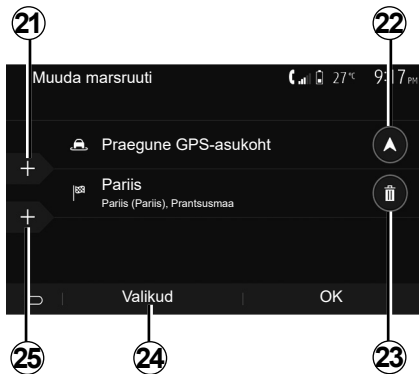 21
22
Muuda marsruuti 27°C 9:17 PM
Praegune GPS-asukoht
+
Pariis
Pariis (Pariis), Prantsusmaa
+
Valikud OK
25
24
23